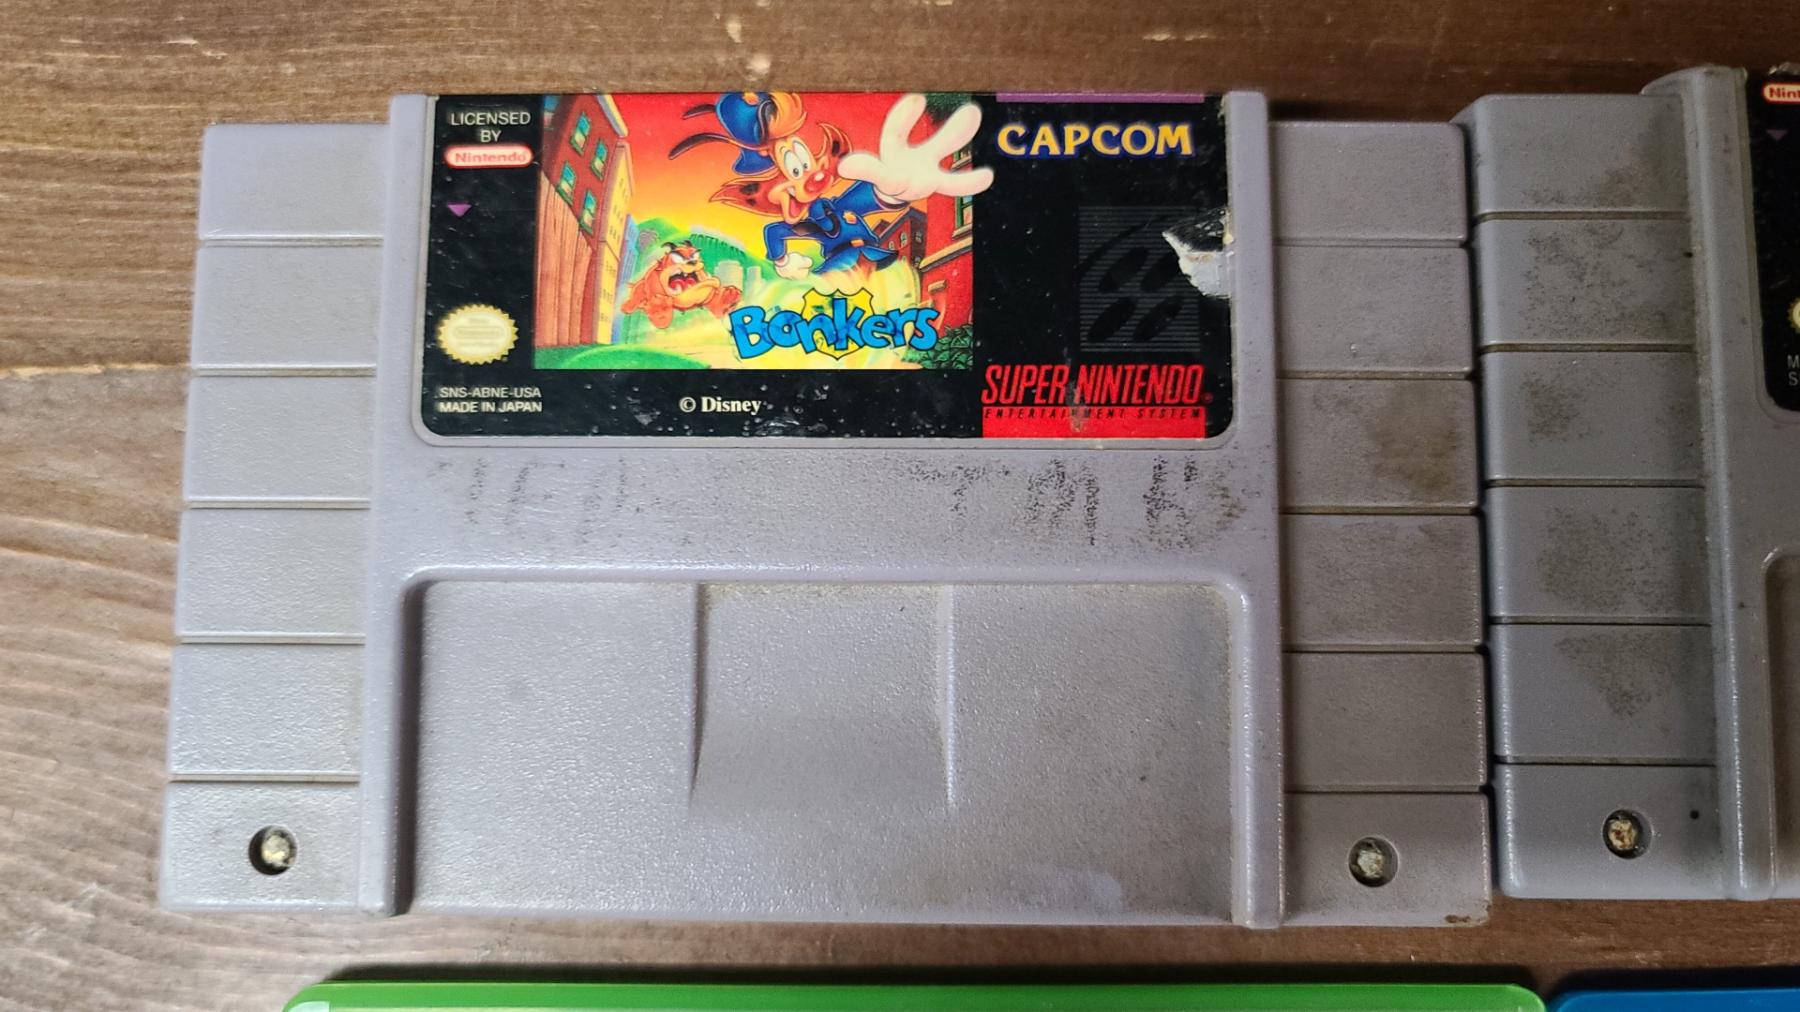 LICENSED
BY
Nintendo
CAPCOM
Bonkers
SNS-ABNE-USA
MADE IN JAPAN
© Disney
SUPER NINTENDO
ENTERTAINMENT SYSTEM